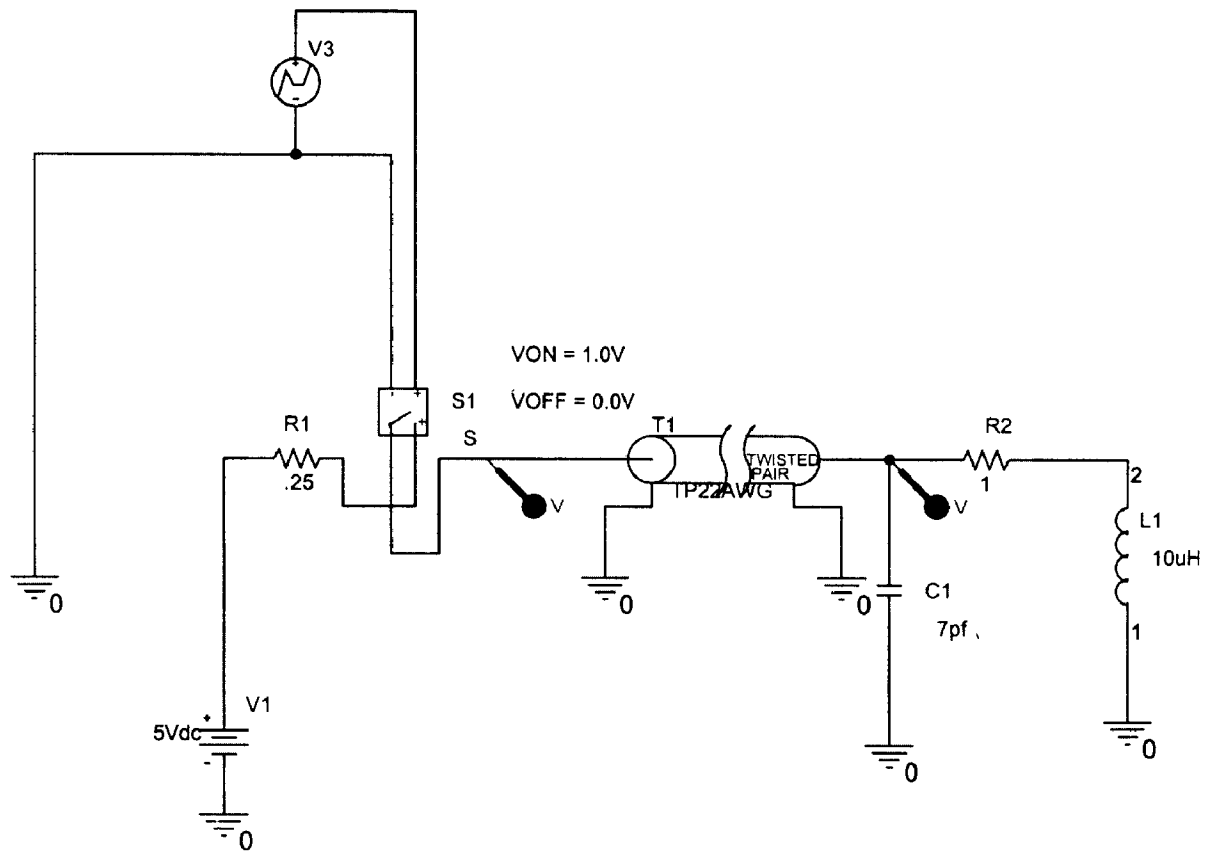 V3
VON = 1.0V
S1
VOFF = 0.0V
R1
S
T1
R2
.25
TWISTED
PAIR
TP22AWG
V
V
1
2
L1
10uH
0
0
0
C1
7pf
1
V1
5Vdc
0
0
0